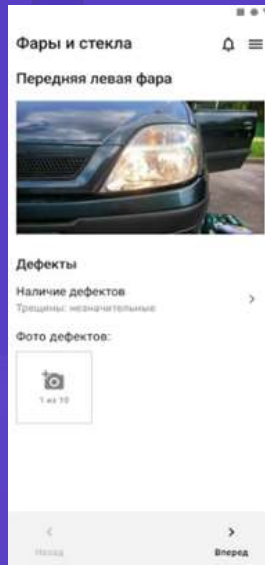 Фары и стекла
Передняя левая фара
Дефекты
Наличие дефектов
Трещины: незначительные
Фото дефектов:
1 из 10
Назад
Вперед